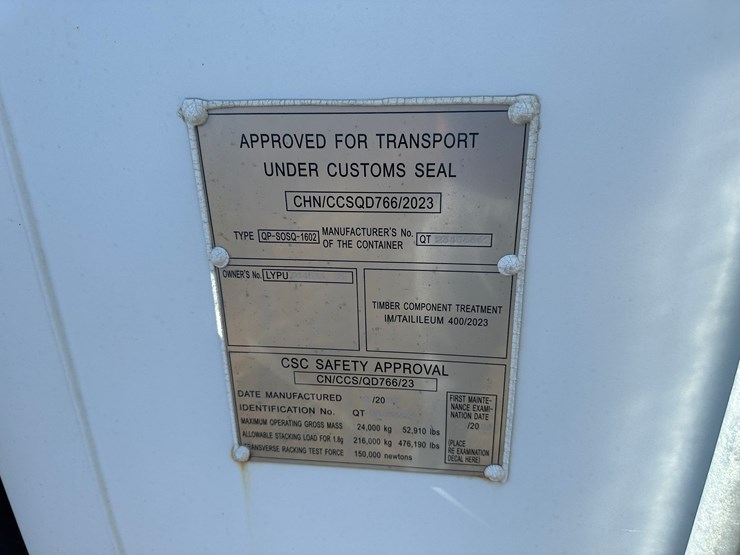 APPROVED FOR TRANSPORT
UNDER CUSTOMS SEAL
CHN/CCSQD766/2023
TYPE QP-SOSQ-1602 MANUFACTURER'S No. OF THE CONTAINER QT
OWNER'S No. LYPU
TIMBER COMPONENT TREATMENT
IM/TAILILEUM 400/2023
CSC SAFETY APPROVAL
CN/CCS/QD766/23
DATE MANUFACTURED /20
IDENTIFICATION No. QT
MAXIMUM OPERATING GROSS MASS 24,000 kg 52,910 lbs
ALLOWABLE STACKING LOAD FOR 1.8g 216,000 kg 476,190 lbs
TRANSVERSE RACKING TEST FORCE 150,000 newtons
FIRST MAINTE-
NANCE EXAMI-
NATION DATE
/20
(PLACE
RE EXAMINATION
DECAL HERE)